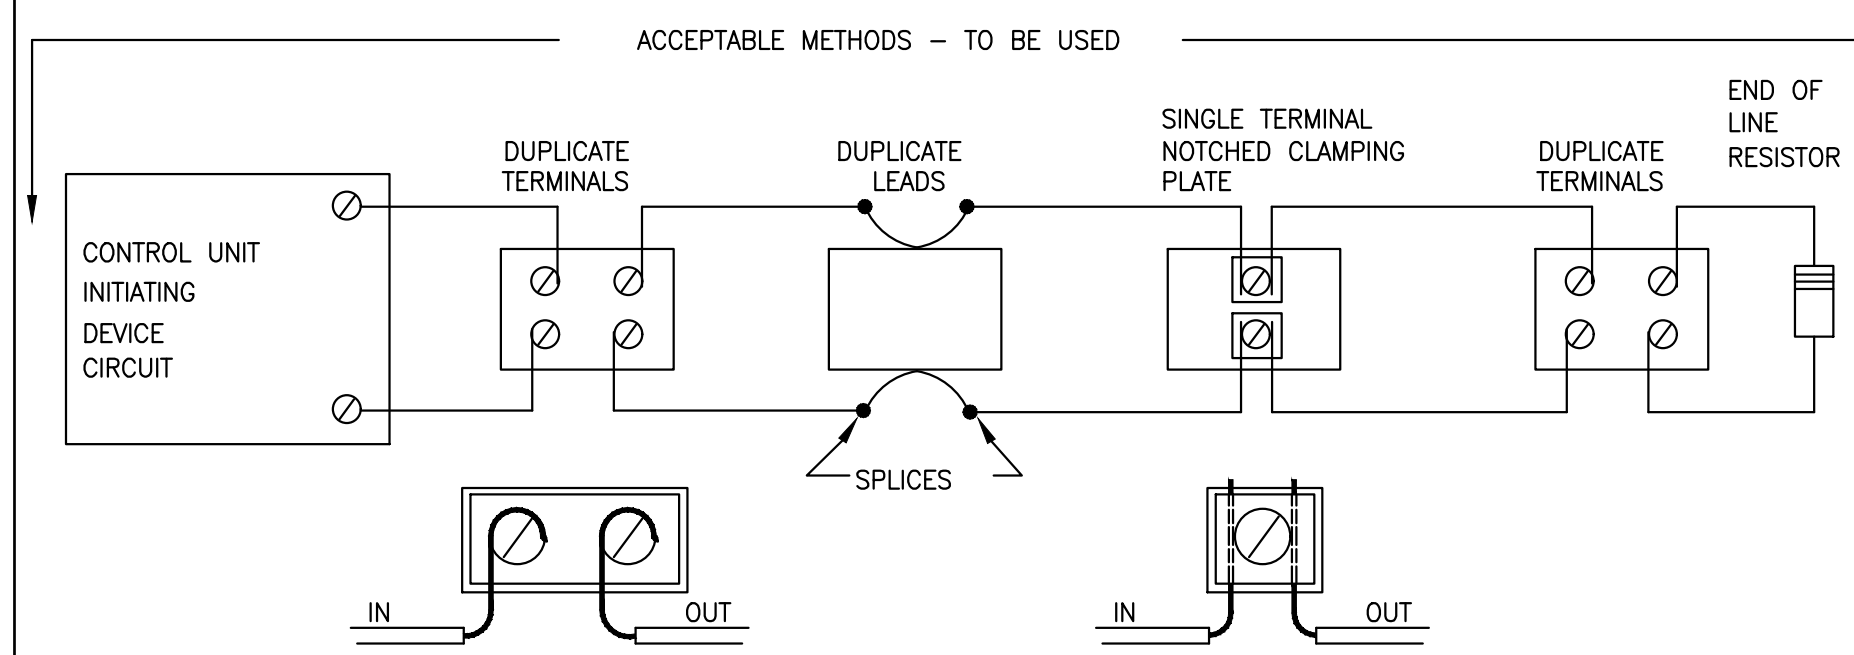 ACCEPTABLE METHODS – TO BE USED
END OF
LINE
RESISTOR
SINGLE TERMINAL
NOTCHED CLAMPING
PLATE
DUPLICATE
TERMINALS
DUPLICATE
LEADS
DUPLICATE
TERMINALS
CONTROL UNIT
INITIATING
DEVICE
CIRCUIT
SPLICES
IN
OUT
IN
OUT